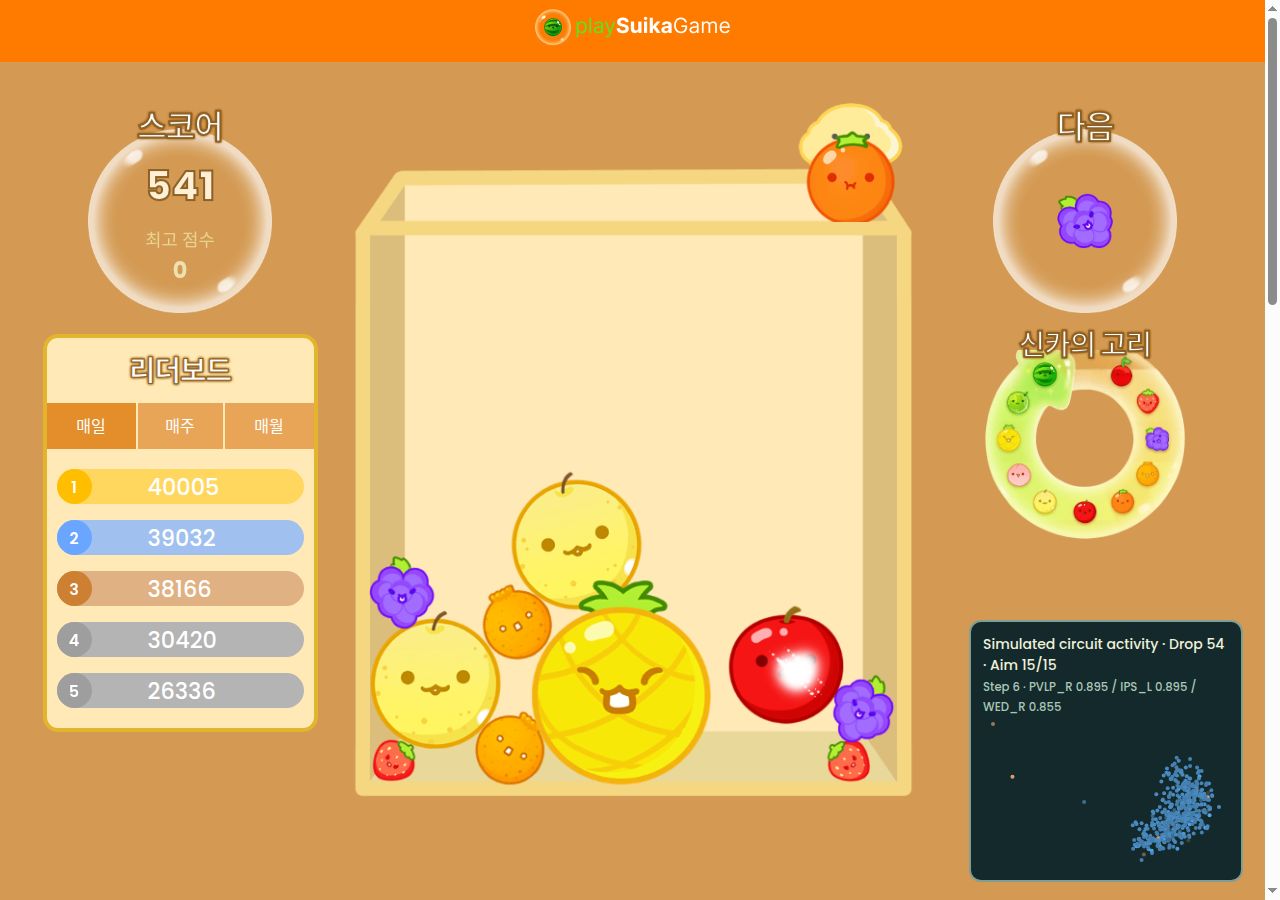 playSuikaGame
스코어
541
최고 점수
0
다음
신카의 고리
리더보드
매일 매주 매월
1 40005
2 39032
3 38166
4 30420
5 26336
Simulated circuit activity · Drop 54
· Aim 15/15
Step 6 · PVLP_R 0.895 / IPS_L 0.895 /
WED_R 0.855